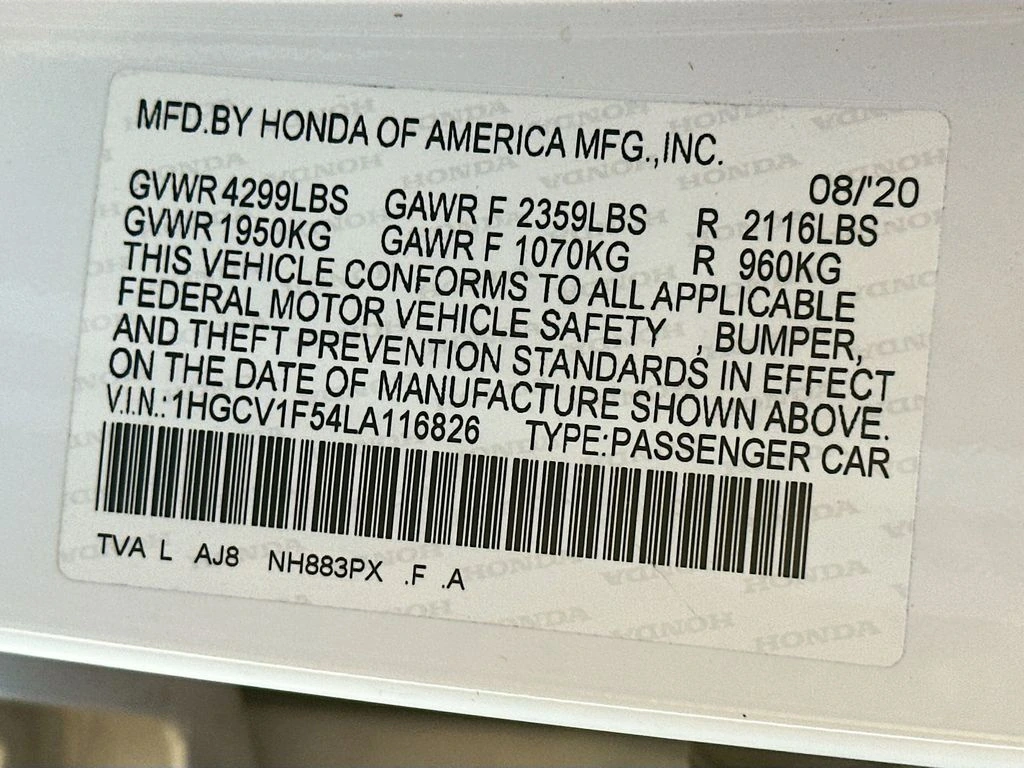 MFD.BY HONDA OF AMERICA MFG.,INC.
08/'20
GVWR 4299LBS GAWR F 2359LBS R 2116LBS
GVWR 1950KG GAWR F 1070KG R 960KG
THIS VEHICLE CONFORMS TO ALL APPLICABLE
FEDERAL MOTOR VEHICLE SAFETY , BUMPER,
AND THEFT PREVENTION STANDARDS IN EFFECT
ON THE DATE OF MANUFACTURE SHOWN ABOVE.
V.I.N.:1HGCV1F54LA116826 TYPE:PASSENGER CAR
TVA L AJ8 NH883PX .F .A